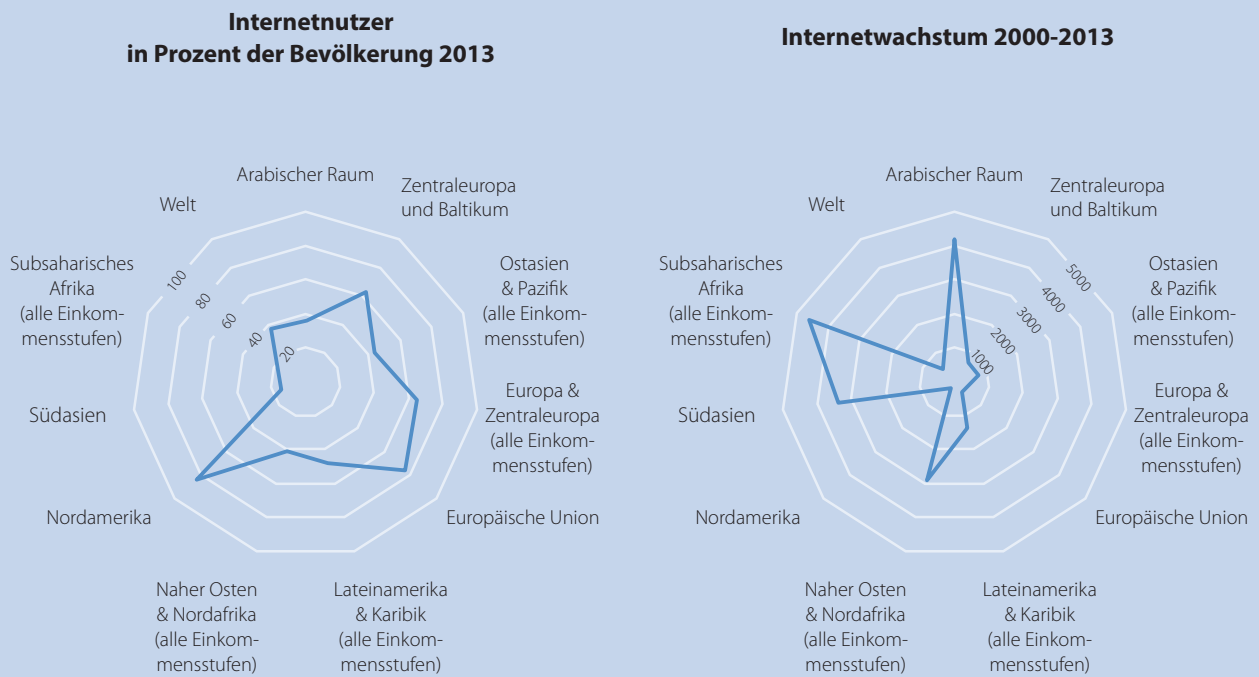 Internetnutzer
in Prozent der Bevölkerung 2013
Arabischer Raum
Zentraleuropa
und Baltikum
Ostasien
& Pazifik
(alle Einkom-
mensstufen)
Europa &
Zentraleuropa
(alle Einkom-
mensstufen)
Europäische Union
Lateinamerika
& Karibik
(alle Einkom-
mensstufen)
Naher Osten
& Nordafrika
(alle Einkom-
mensstufen)
Nordamerika
Südasien
Subsaharisches
Afrika
(alle Einkom-
mensstufen)
Welt
100
80
60
40
20
Internetwachstum 2000-2013
Arabischer Raum
Zentraleuropa
und Baltikum
Ostasien
& Pazifik
(alle Einkom-
mensstufen)
Europa &
Zentraleuropa
(alle Einkom-
mensstufen)
Europäische Union
Lateinamerika
& Karibik
(alle Einkom-
mensstufen)
Naher Osten
& Nordafrika
(alle Einkom-
mensstufen)
Nordamerika
Südasien
Subsaharisches
Afrika
(alle Einkom-
mensstufen)
Welt
5000
4000
3000
2000
1000